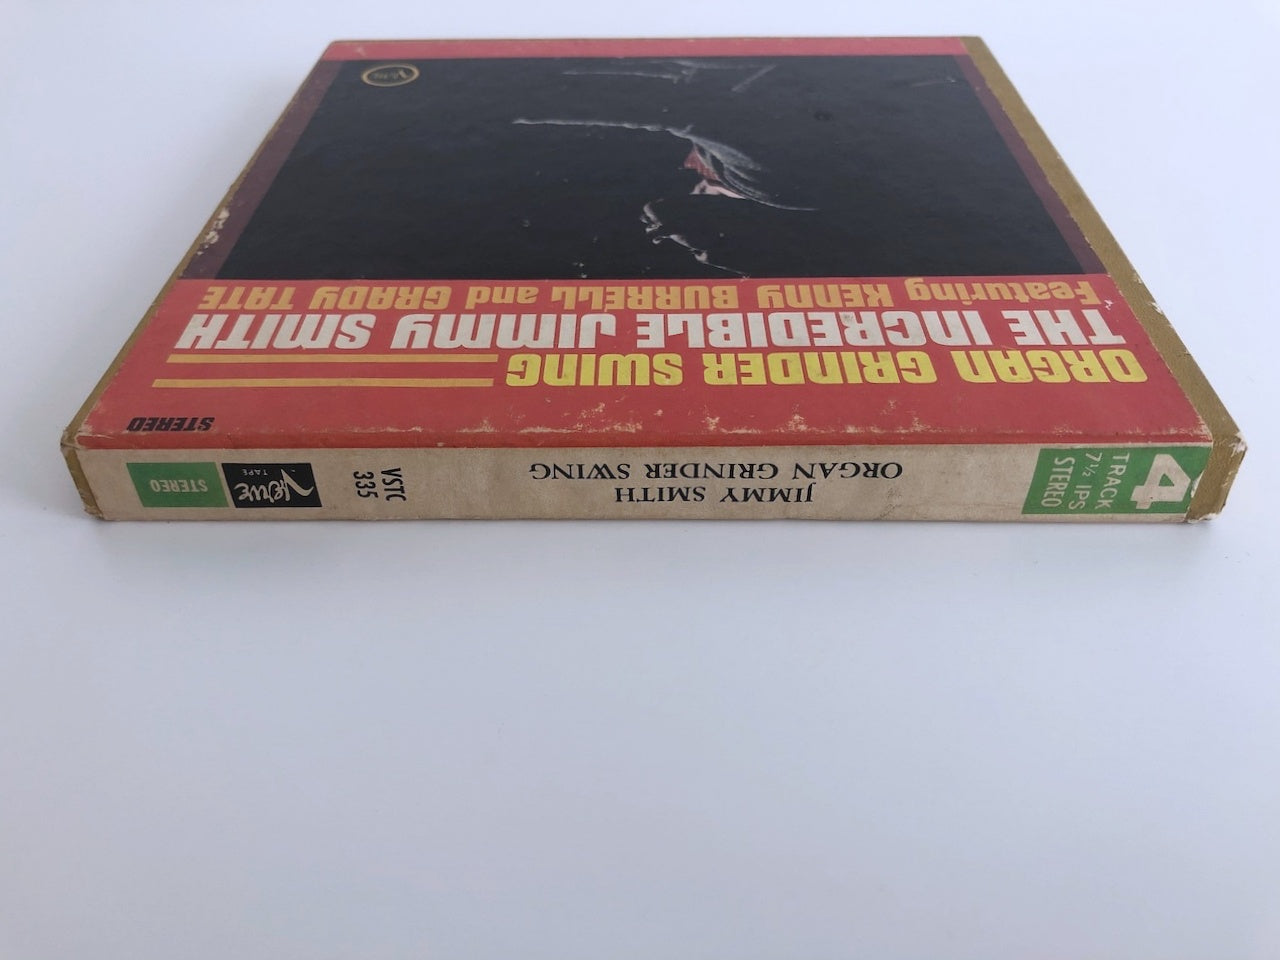 STEREO
ORGAN GRINDER SWING
THE INCREDIBLE JIMMY SMITH
Featuring KENNY BURRELL and GRADY TATE
Verve
4
TRACK
7½ IPS
STEREO
JIMMY SMITH
ORGAN GRINDER SWING
VSTC
335
Verve
TAPE
STEREO